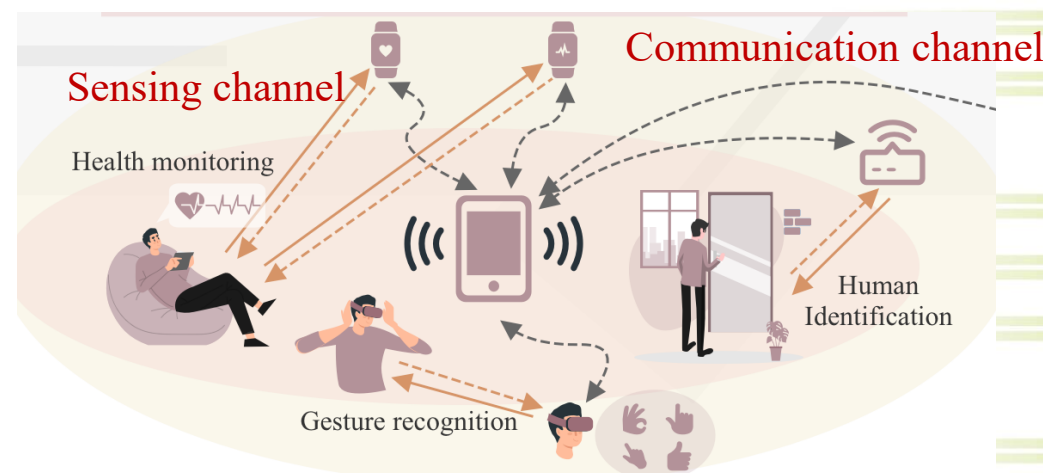 Communication channel
Sensing channel
Health monitoring
Human
Identification
Gesture recognition